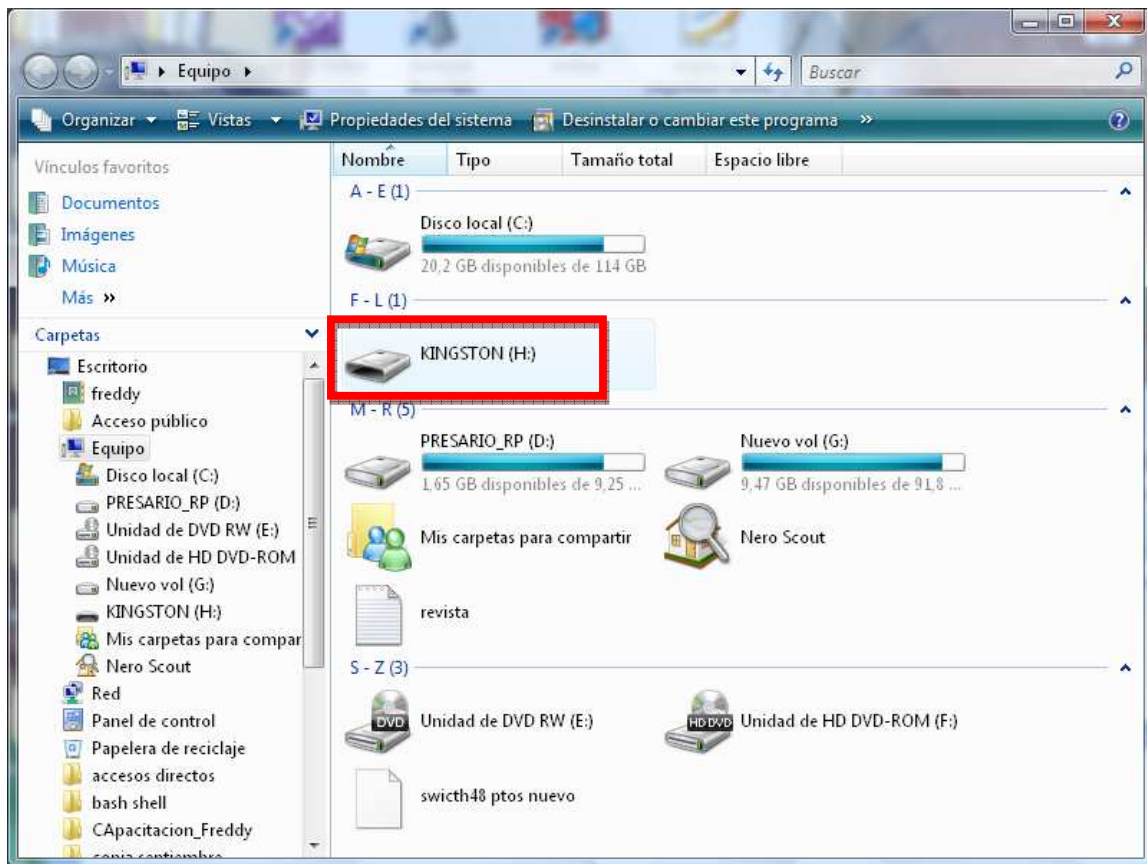 Equipo
Buscar
Organizar Vistas Propiedades del sistema Desinstalar o cambiar este programa »
Vínculos favoritos
Documentos
Imágenes
Música
Más »
Carpetas
Escritorio
freddy
Acceso público
Equipo
Disco local (C:)
PRESARIO_RP (D:)
Unidad de DVD RW (E:)
Unidad de HD DVD-ROM
Nuevo vol (G:)
KINGSTON (H:)
Mis carpetas para compar
Nero Scout
Red
Panel de control
Papelera de reciclaje
accesos directos
bash shell
CApacitacion_Freddy
copia septiembre
Nombre Tipo Tamaño total Espacio libre
A - E (1)
Disco local (C:)
20,2 GB disponibles de 114 GB
F - L (1)
KINGSTON (H:)
M - R (5)
PRESARIO_RP (D:)
1,65 GB disponibles de 9,25 ...
Nuevo vol (G:)
9,47 GB disponibles de 91,8 ...
Mis carpetas para compartir
Nero Scout
revista
S - Z (3)
DVD
Unidad de DVD RW (E:)
HD DVD
Unidad de HD DVD-ROM (F:)
swicth48 ptos nuevo